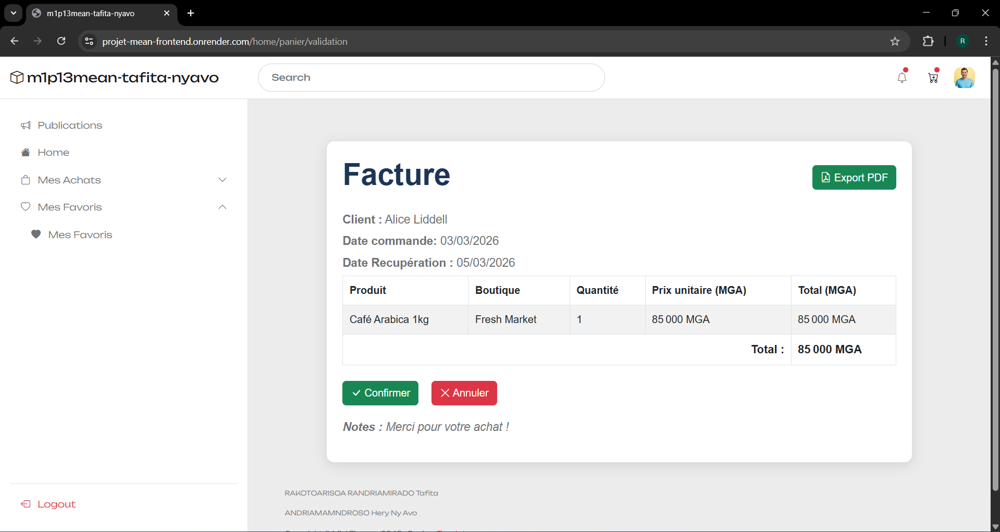 m1p13mean-tafita-nyavo
projet-mean-frontend.onrender.com/home/panier/validation
R
m1p13mean-tafita-nyavo
Search
Publications
Home
Mes Achats
Mes Favoris
Mes Favoris
Logout
Facture
Export PDF
Client : Alice Liddell
Date commande: 03/03/2026
Date Recupération : 05/03/2026
Produit Boutique Quantité Prix unitaire (MGA) Total (MGA)
Café Arabica 1kg Fresh Market 1 85 000 MGA 85 000 MGA
Total : 85 000 MGA
Confirmer Annuler
Notes : Merci pour votre achat !
RAKOTOARISOA RANDRIAMIRADO Tafita
ANDRIAMAMNDROSO Hery Ny Avo